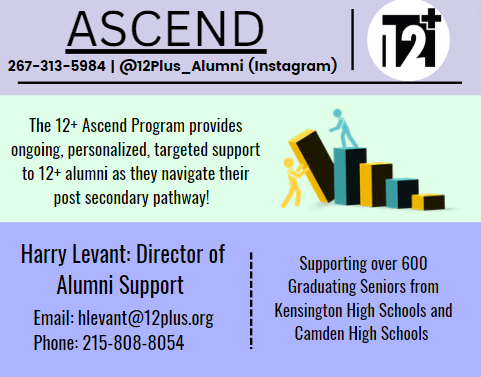 ASCEND
267-313-5984 | @12Plus_Alumni (Instagram)
12+
The 12+ Ascend Program provides
ongoing, personalized, targeted support
to 12+ alumni as they navigate their
post secondary pathway!
Harry Levant: Director of
Alumni Support
Email: hlevant@12plus.org
Phone: 215-808-8054
Supporting over 600
Graduating Seniors from
Kensington High Schools and
Camden High Schools